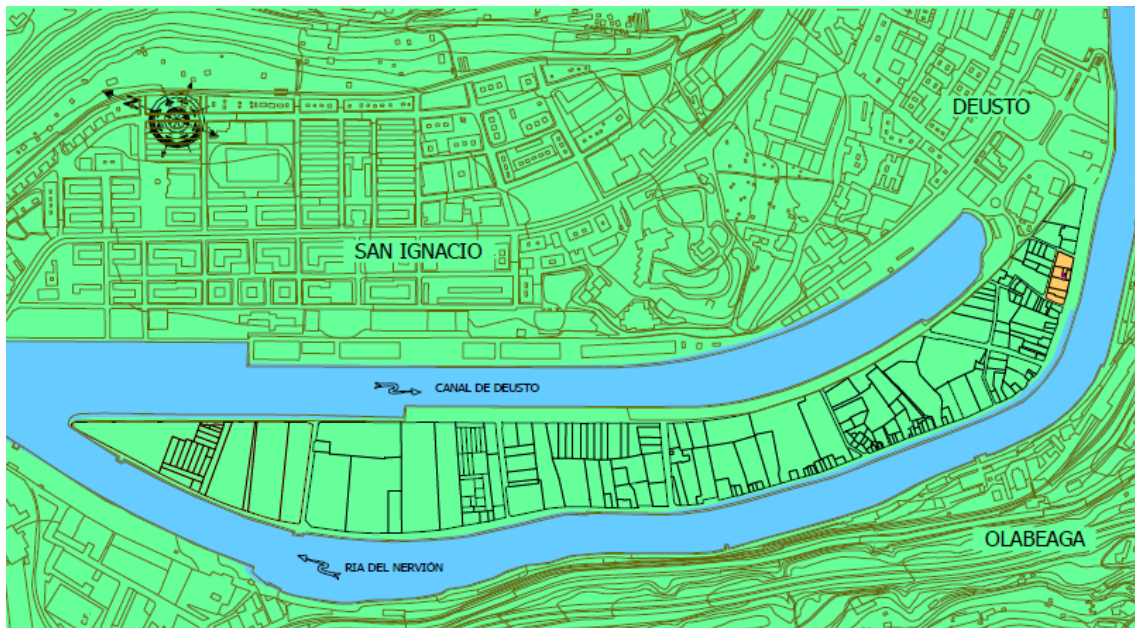 N
DEUSTO
SAN IGNACIO
CANAL DE DEUSTO
OLABEAGA
RIA DEL NERVIÓN